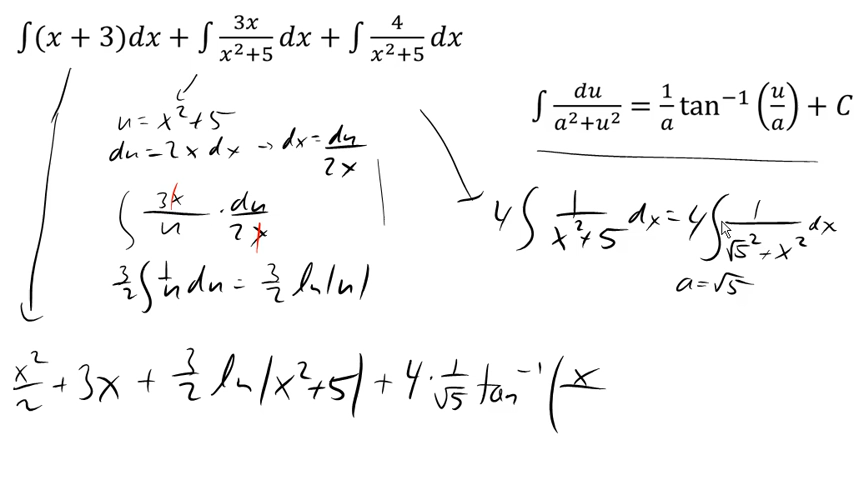 ∫(x + 3)dx + ∫ 3x/(x²+5) dx + ∫ 4/(x²+5) dx
u = x²+5
du = 2x dx → dx = du/2x
∫ 3x/u · du/2x
3/2 ∫ 1/u du = 3/2 ln|u|
∫ du/(a²+u²) = 1/a tan⁻¹(u/a) + C
4 ∫ 1/(x²+5) dx = 4 ∫ 1/(√5² + x²) dx
a = √5
x²/2 + 3x + 3/2 ln|x²+5| + 4 · 1/√5 tan⁻¹(x/